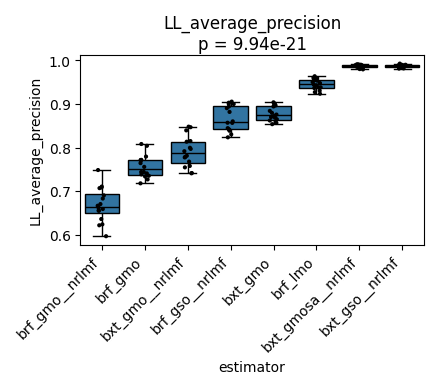 LL_average_precision
p = 9.94e-21
LL_average_precision
1.0
0.9
0.8
0.7
0.6
brf_gmo__nrlmf
brf_gmo
bxt_gmo__nrlmf
brf_gso__nrlmf
bxt_gmo
brf_lmo
bxt_gmosa__nrlmf
bxt_gso__nrlmf
estimator